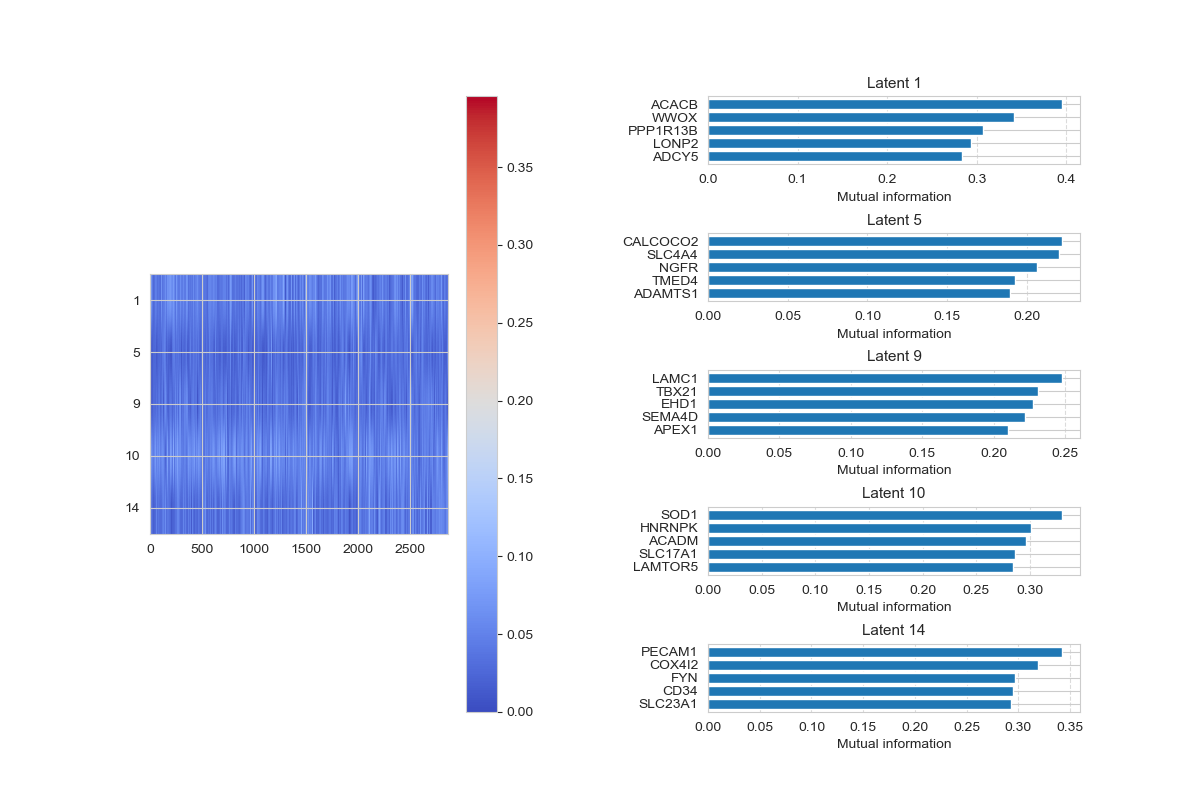 1
5
9
10
14
0 500 1000 1500 2000 2500
0.35
0.30
0.25
0.20
0.15
0.10
0.05
0.00
Latent 1
ACACB
WWOX
PPP1R13B
LONP2
ADCY5
0.0 0.1 0.2 0.3 0.4
Mutual information
Latent 5
CALCOCO2
SLC4A4
NGFR
TMED4
ADAMTS1
0.00 0.05 0.10 0.15 0.20
Mutual information
Latent 9
LAMC1
TBX21
EHD1
SEMA4D
APEX1
0.00 0.05 0.10 0.15 0.20 0.25
Mutual information
Latent 10
SOD1
HNRNPK
ACADM
SLC17A1
LAMTOR5
0.00 0.05 0.10 0.15 0.20 0.25 0.30
Mutual information
Latent 14
PECAM1
COX4I2
FYN
CD34
SLC23A1
0.00 0.05 0.10 0.15 0.20 0.25 0.30 0.35
Mutual information